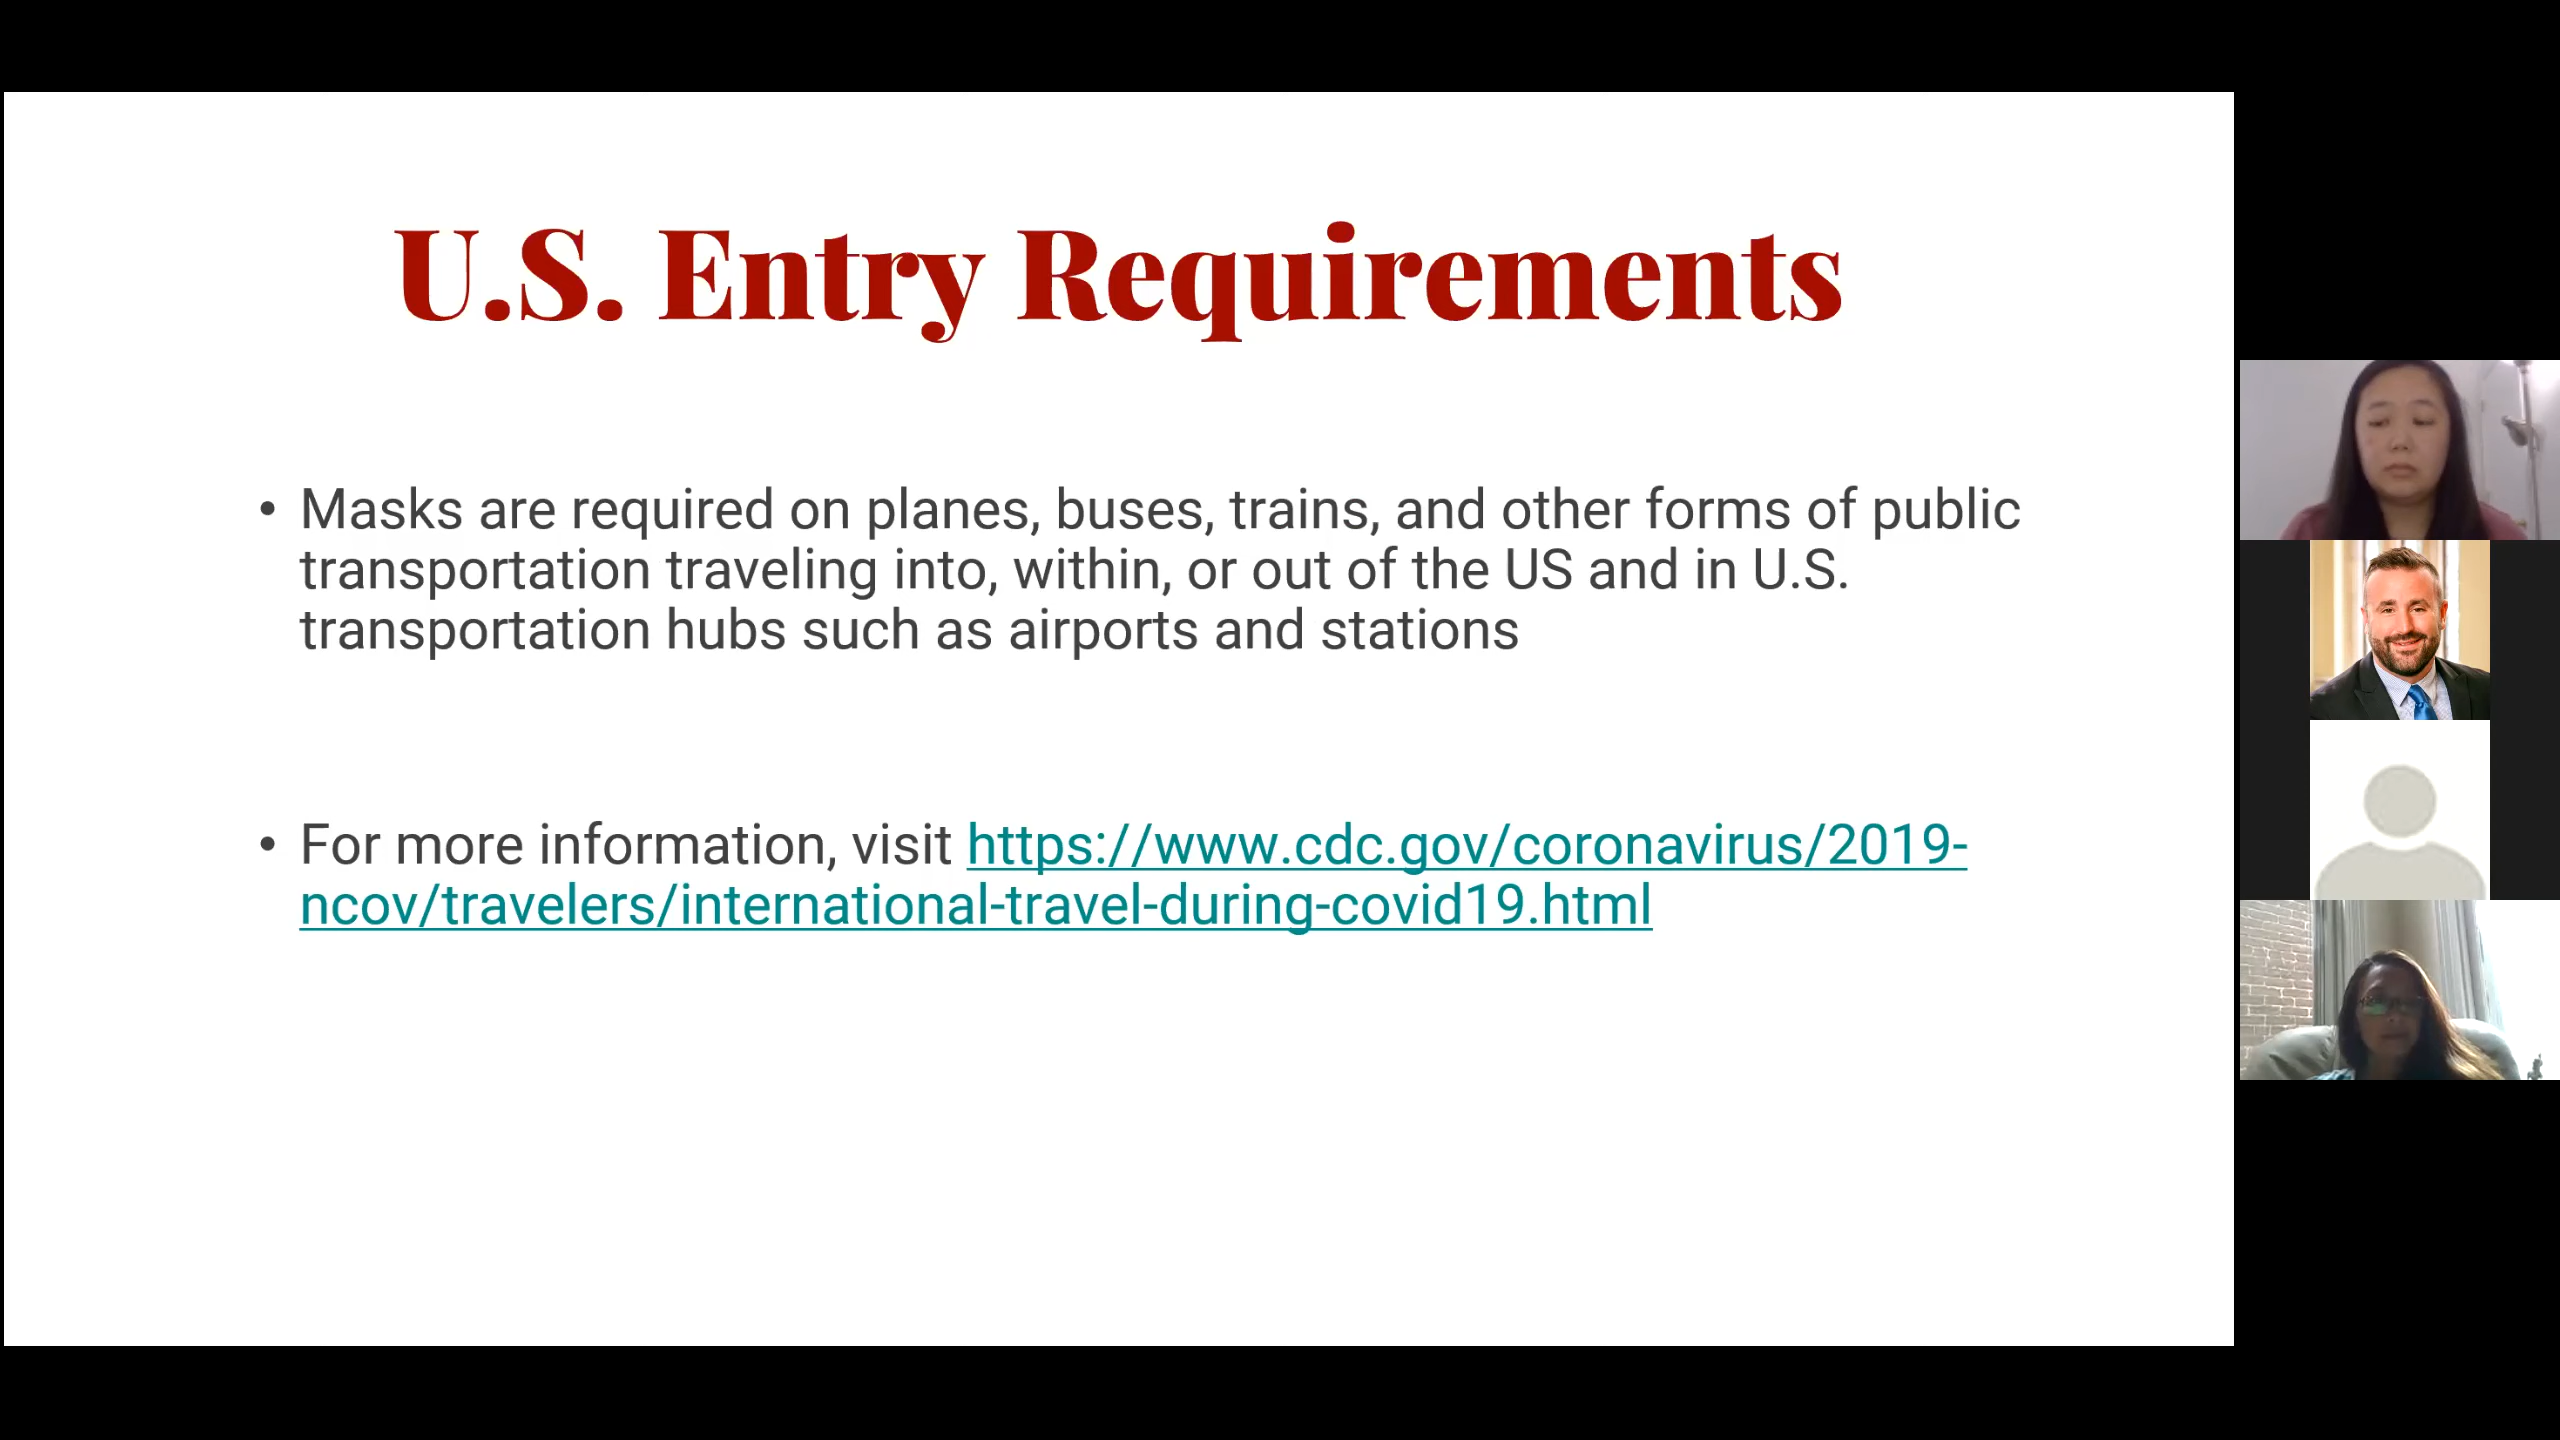 U.S. Entry Requirements
• Masks are required on planes, buses, trains, and other forms of public
transportation traveling into, within, or out of the US and in U.S.
transportation hubs such as airports and stations
• For more information, visit https://www.cdc.gov/coronavirus/2019-
ncov/travelers/international-travel-during-covid19.html